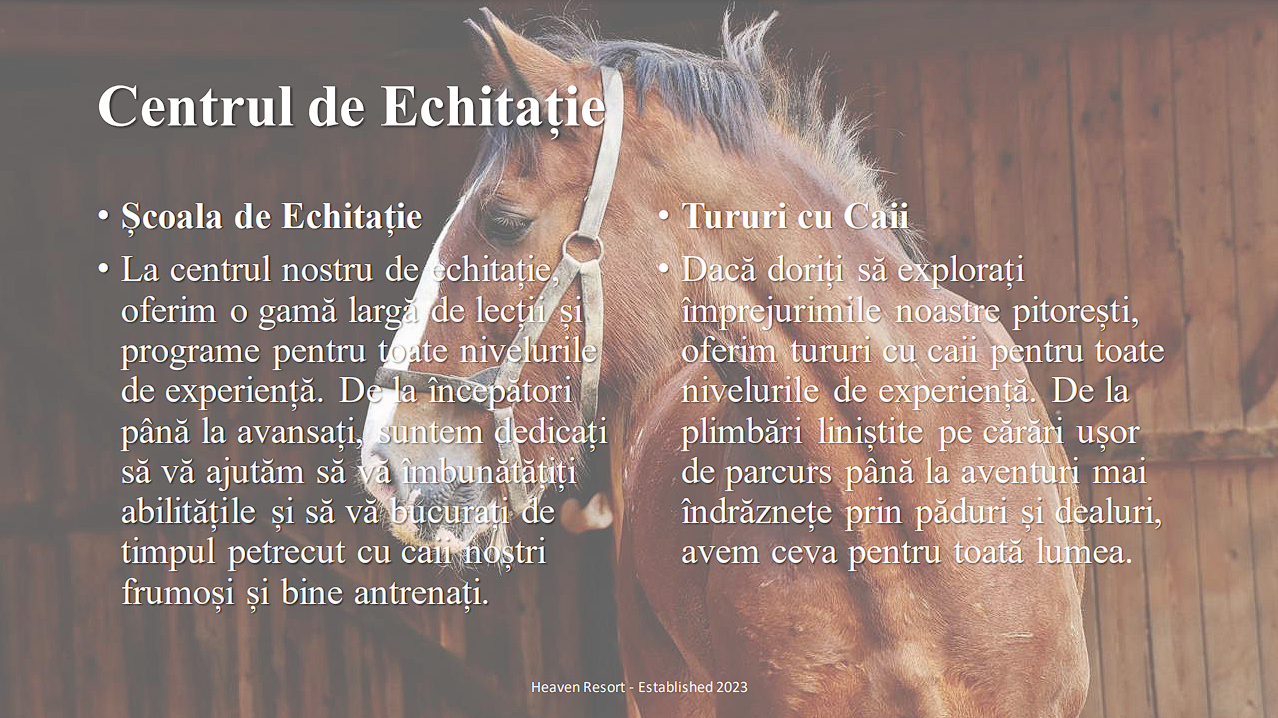 Centrul de Echitație
• Școala de Echitație
• La centrul nostru de echitație,
oferim o gamă largă de lecții și
programe pentru toate nivelurile
de experiență. De la începători
până la avansați, suntem dedicați
să vă ajutăm să vă îmbunătățiți
abilitățile și să vă bucurați de
timpul petrecut cu caii noștri
frumoși și bine antrenați.
• Tururi cu Caii
• Dacă doriți să explorați
împrejurimile noastre pitorești,
oferim tururi cu caii pentru toate
nivelurile de experiență. De la
plimbări liniștite pe cărări ușor
de parcurs până la aventuri mai
îndrăznețe prin păduri și dealuri,
avem ceva pentru toată lumea.
Heaven Resort - Established 2023